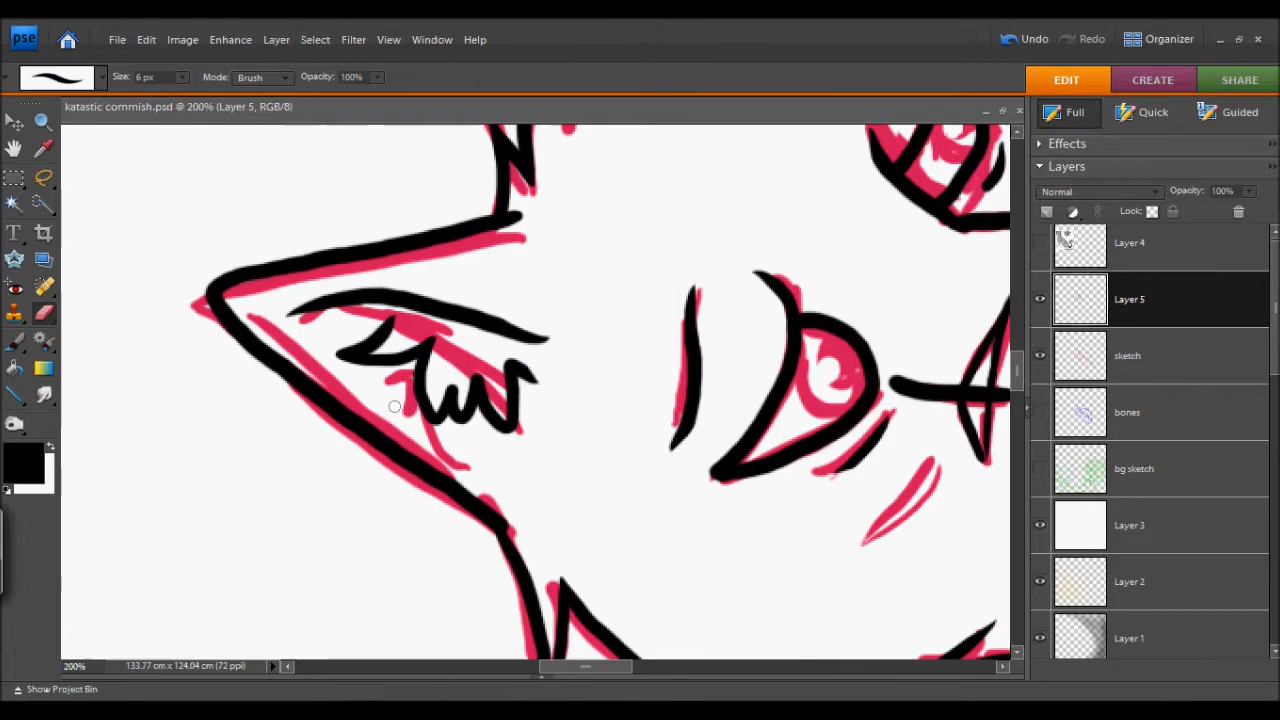 pse File Edit Image Enhance Layer Select Filter View Window Help Undo Redo Organizer
Size: 6 px Mode: Brush Opacity: 100% EDIT CREATE SHARE
katastic commish.psd @ 200% (Layer 5, RGB/8) Full Quick Guided
Effects
Layers
Normal Opacity: 100%
Lock:
Layer 4
Layer 5
sketch
bones
bg sketch
Layer 3
Layer 2
Layer 1
200% 133.77 cm x 124.04 cm (72 ppi)
Show Project Bin